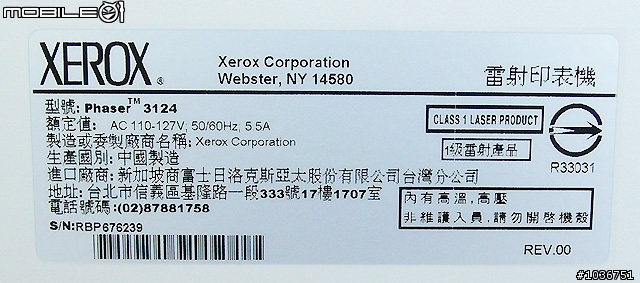 MOBILE01
XEROX®
Xerox Corporation
Webster, NY 14580
雷射印表機
型號: Phaser™ 3124
額定值: AC 110-127V; 50/60Hz; 5.5A
製造或委製廠商名稱: Xerox Corporation
生產國別: 中國製造
進口廠商: 新加坡商富士日洛克斯亞太股份有限公司台灣分公司
地址: 台北市信義區基隆路一段333號17樓1707室
電話號碼:(02)87881758
S/N:RBP676239
CLASS 1 LASER PRODUCT
1級雷射產品
R33031
內有高溫,高壓
非維護人員,請勿開啓機殼
REV.00
#1036751